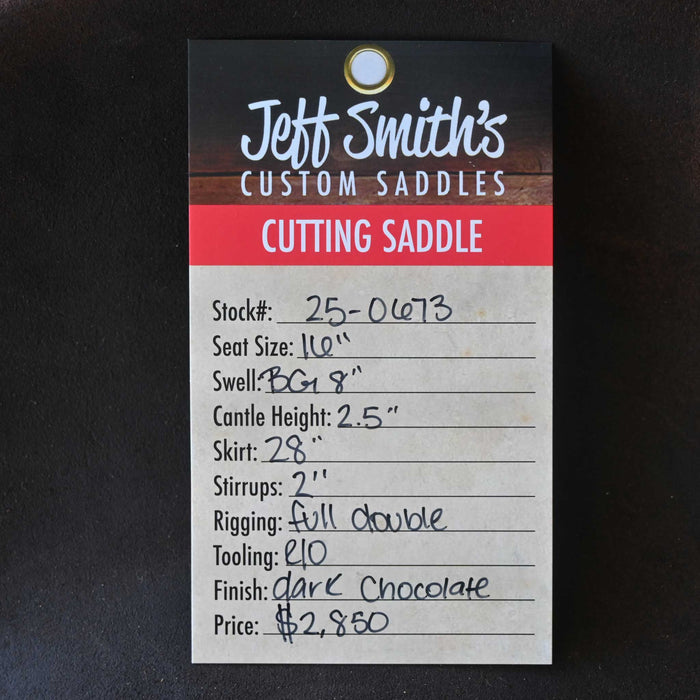 Jeff Smith's
CUSTOM SADDLES
CUTTING SADDLE
Stock#: 25-0673
Seat Size: 16"
Swell: BG 8"
Cantle Height: 2.5"
Skirt: 28"
Stirrups: 2"
Rigging: full double
Tooling: R/O
Finish: dark Chocolate
Price: $2,850